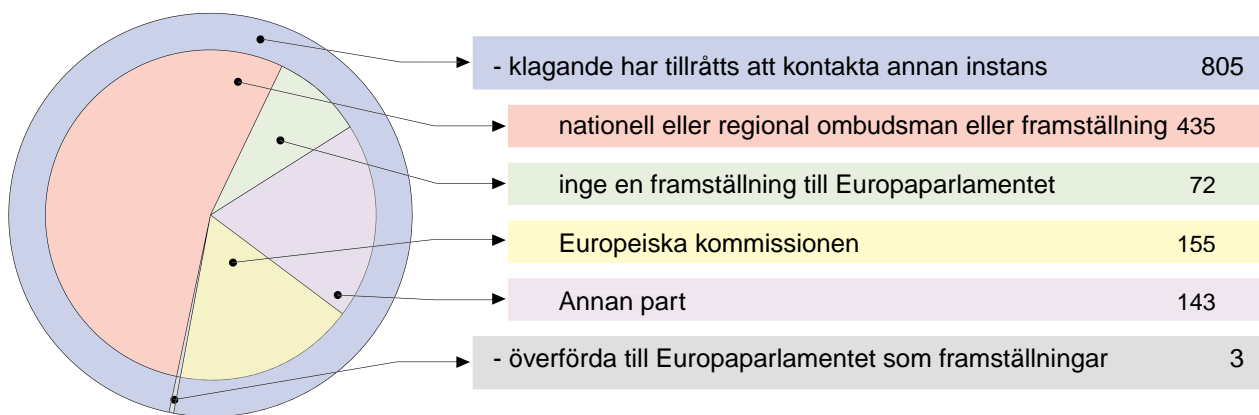 - klagande har tillråtts att kontakta annan instans 805
nationell eller regional ombudsman eller framställning 435
inge en framställning till Europaparlamentet 72
Europeiska kommissionen 155
Annan part 143
- överförda till Europaparlamentet som framställningar 3